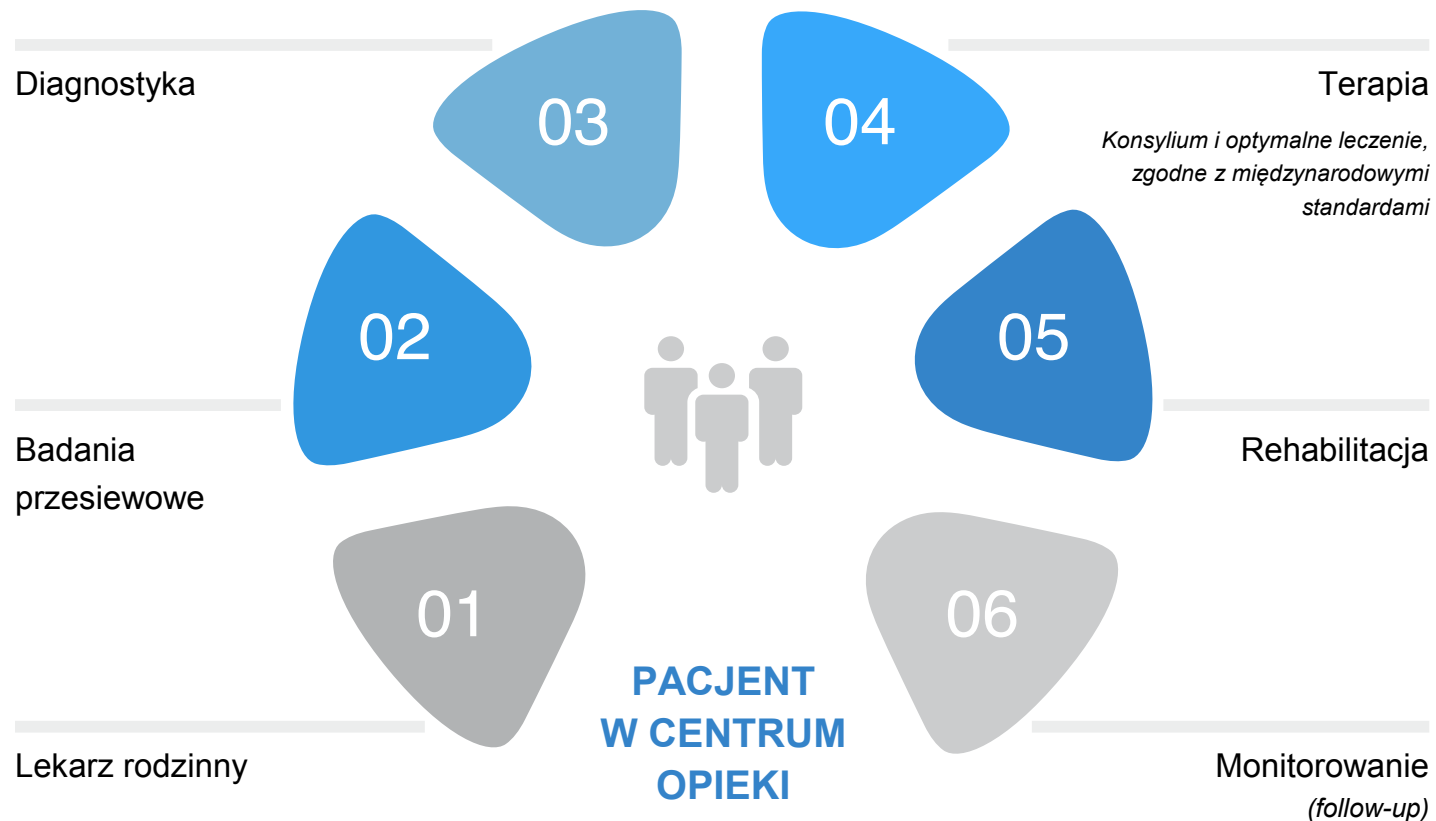 Diagnostyka
03
04
Terapia
Konsylium i optymalne leczenie,
zgodne z międzynarodowymi
standardami
02
05
Badania
przesiewowe
Rehabilitacja
01
06
PACJENT
W CENTRUM
OPIEKI
Lekarz rodzinny
Monitorowanie
(follow-up)